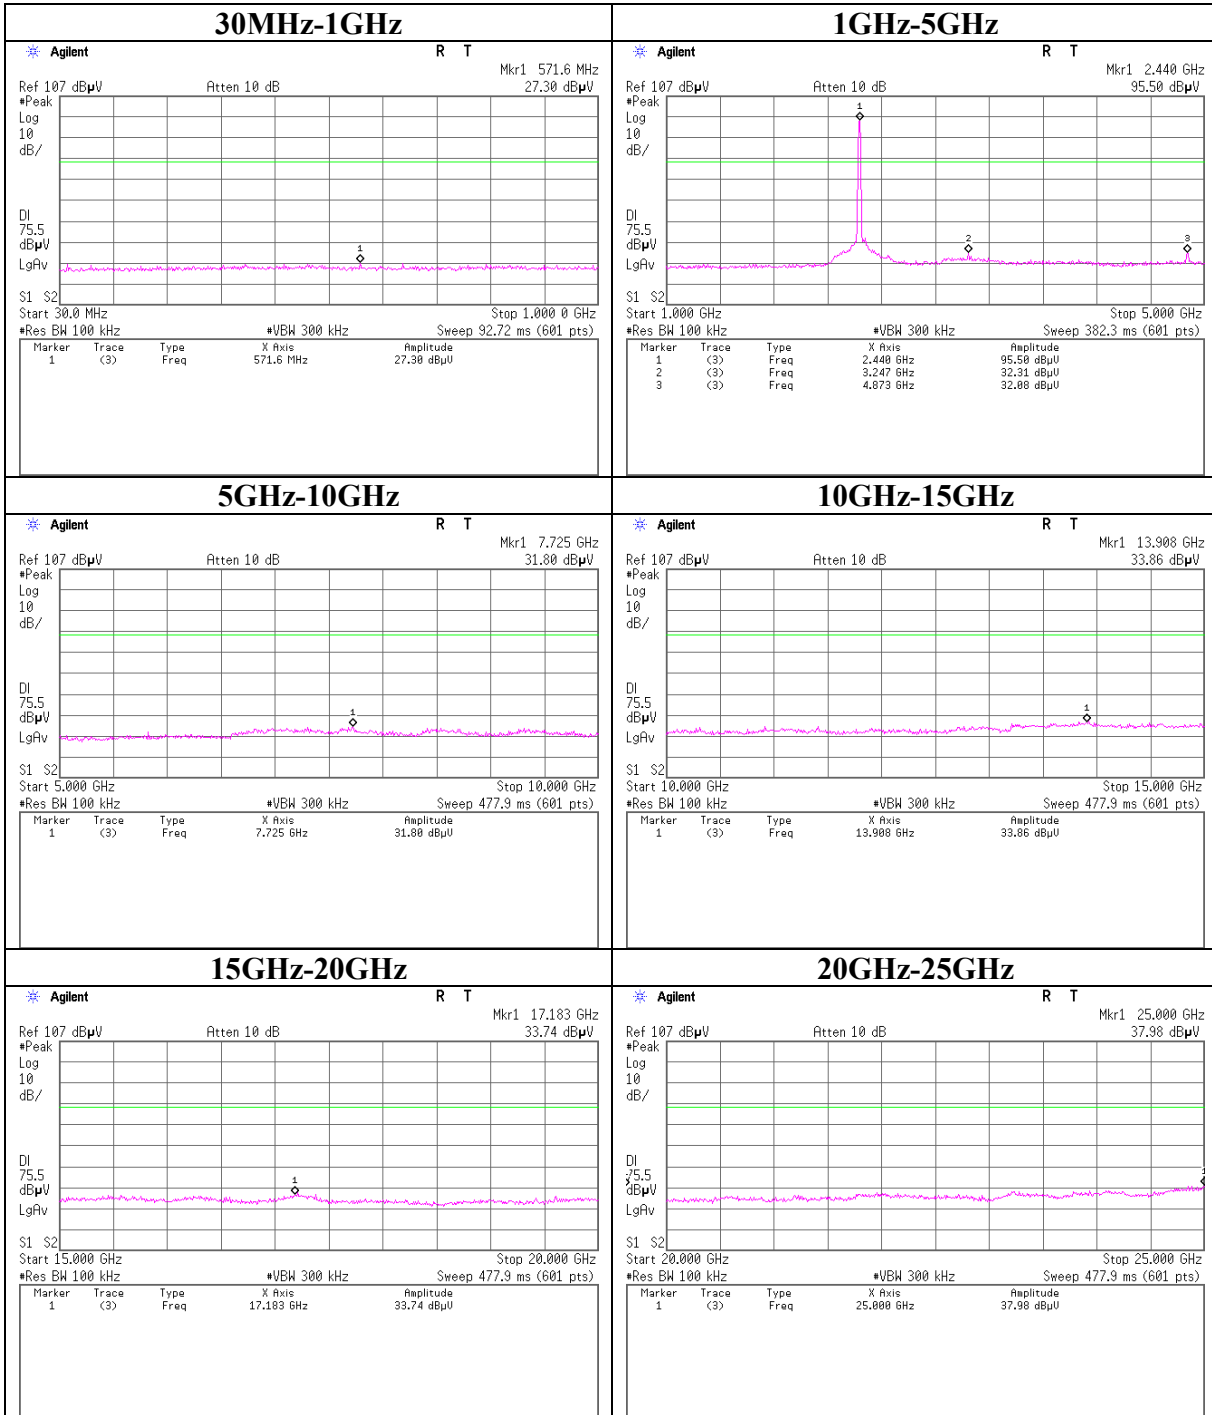 30MHz-1GHz
Agilent R T
Mkr1 571.6 MHz
Ref 107 dBµV Atten 10 dB 27.30 dBµV
#Peak
Log
10
dB/
1
DI
75.5
dBµV
LgAv
S1 S2
Start 30.0 MHz Stop 1.000 0 GHz
#Res BW 100 kHz #VBW 300 kHz Sweep 92.72 ms (601 pts)
Marker Trace Type X Axis Amplitude
1 (3) Freq 571.6 MHz 27.30 dBµV
1GHz-5GHz
Agilent R T
Mkr1 2.440 GHz
Ref 107 dBµV Atten 10 dB 95.50 dBµV
#Peak
Log
10
dB/
1
DI
75.5
dBµV
2 3
LgAv
S1 S2
Start 1.000 GHz Stop 5.000 GHz
#Res BW 100 kHz #VBW 300 kHz Sweep 382.3 ms (601 pts)
Marker Trace Type X Axis Amplitude
1 (3) Freq 2.440 GHz 95.50 dBµV
2 (3) Freq 3.247 GHz 32.31 dBµV
3 (3) Freq 4.873 GHz 32.08 dBµV
5GHz-10GHz
Agilent R T
Mkr1 7.725 GHz
Ref 107 dBµV Atten 10 dB 31.80 dBµV
#Peak
Log
10
dB/
DI
75.5
1
dBµV
LgAv
S1 S2
Start 5.000 GHz Stop 10.000 GHz
#Res BW 100 kHz #VBW 300 kHz Sweep 477.9 ms (601 pts)
Marker Trace Type X Axis Amplitude
1 (3) Freq 7.725 GHz 31.80 dBµV
10GHz-15GHz
Agilent R T
Mkr1 13.908 GHz
Ref 107 dBµV Atten 10 dB 33.86 dBµV
#Peak
Log
10
dB/
DI
75.5
1
dBµV
LgAv
S1 S2
Start 10.000 GHz Stop 15.000 GHz
#Res BW 100 kHz #VBW 300 kHz Sweep 477.9 ms (601 pts)
Marker Trace Type X Axis Amplitude
1 (3) Freq 13.908 GHz 33.86 dBµV
15GHz-20GHz
Agilent R T
Mkr1 17.183 GHz
Ref 107 dBµV Atten 10 dB 33.74 dBµV
#Peak
Log
10
dB/
DI
75.5
1
dBµV
LgAv
S1 S2
Start 15.000 GHz Stop 20.000 GHz
#Res BW 100 kHz #VBW 300 kHz Sweep 477.9 ms (601 pts)
Marker Trace Type X Axis Amplitude
1 (3) Freq 17.183 GHz 33.74 dBµV
20GHz-25GHz
Agilent R T
Mkr1 25.000 GHz
Ref 107 dBµV Atten 10 dB 37.98 dBµV
#Peak
Log
10
dB/
DI
1
75.5
dBµV
LgAv
S1 S2
Start 20.000 GHz Stop 25.000 GHz
#Res BW 100 kHz #VBW 300 kHz Sweep 477.9 ms (601 pts)
Marker Trace Type X Axis Amplitude
1 (3) Freq 25.000 GHz 37.98 dBµV